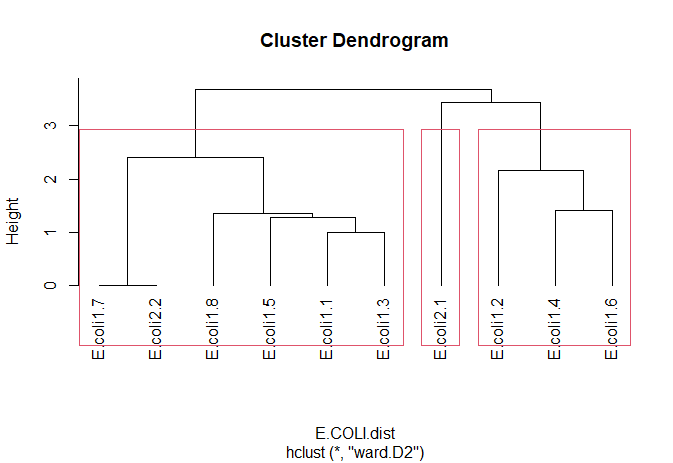 Cluster Dendrogram
Height
3
2
1
0
E.coli1.7
E.coli2.2
E.coli1.8
E.coli1.5
E.coli1.1
E.coli1.3
E.coli2.1
E.coli1.2
E.coli1.4
E.coli1.6
E.COLI.dist
hclust (*, "ward.D2")